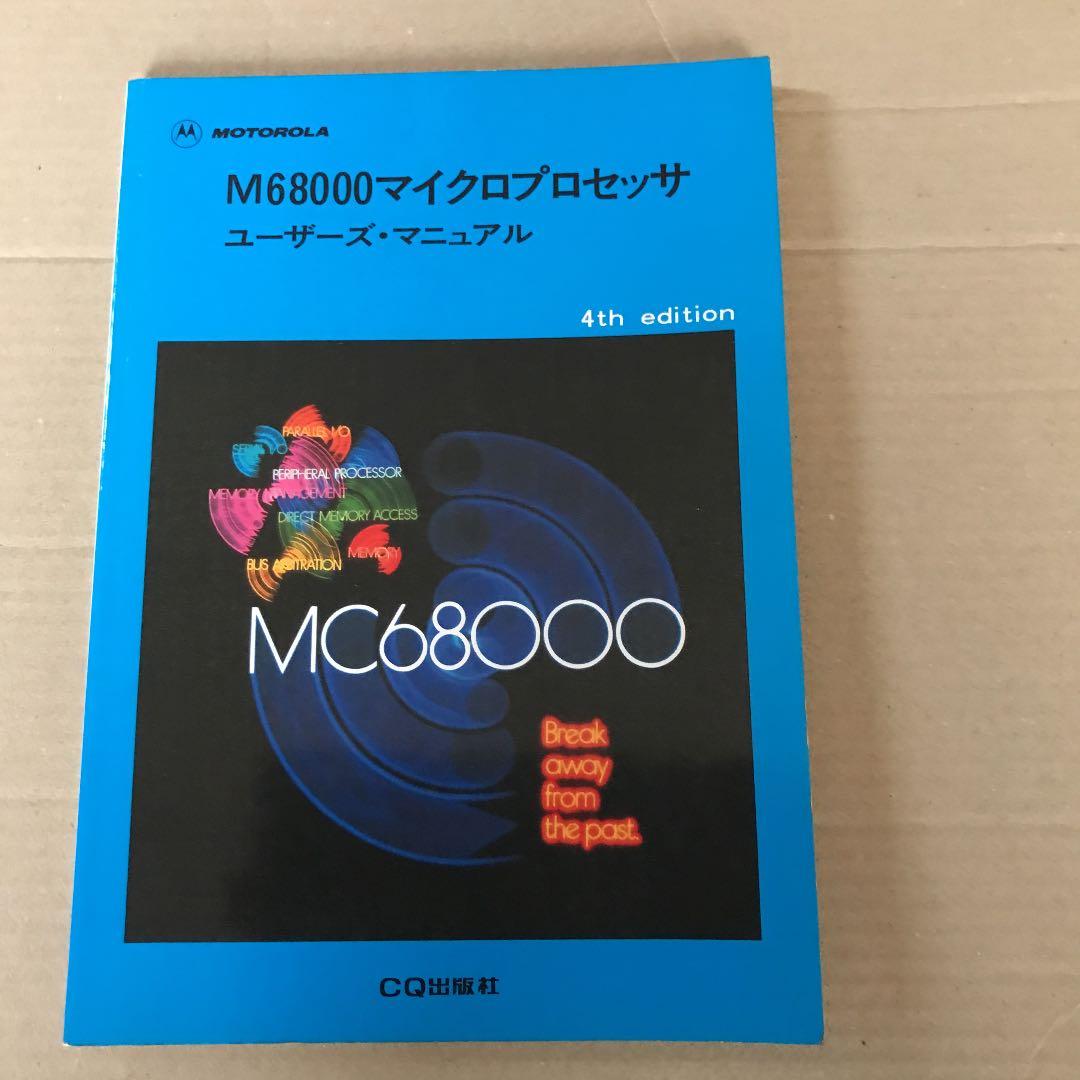 MOTOROLA
M68000マイクロプロセッサ
ユーザーズ・マニュアル
4th edition
PARALLEL I/O
SERIAL I/O
PERIPHERAL PROCESSOR
MEMORY MANAGEMENT
DIRECT MEMORY ACCESS
MEMORY
BUS ARBITRATION
MC68000
Break
away
from
the past.
CQ出版社